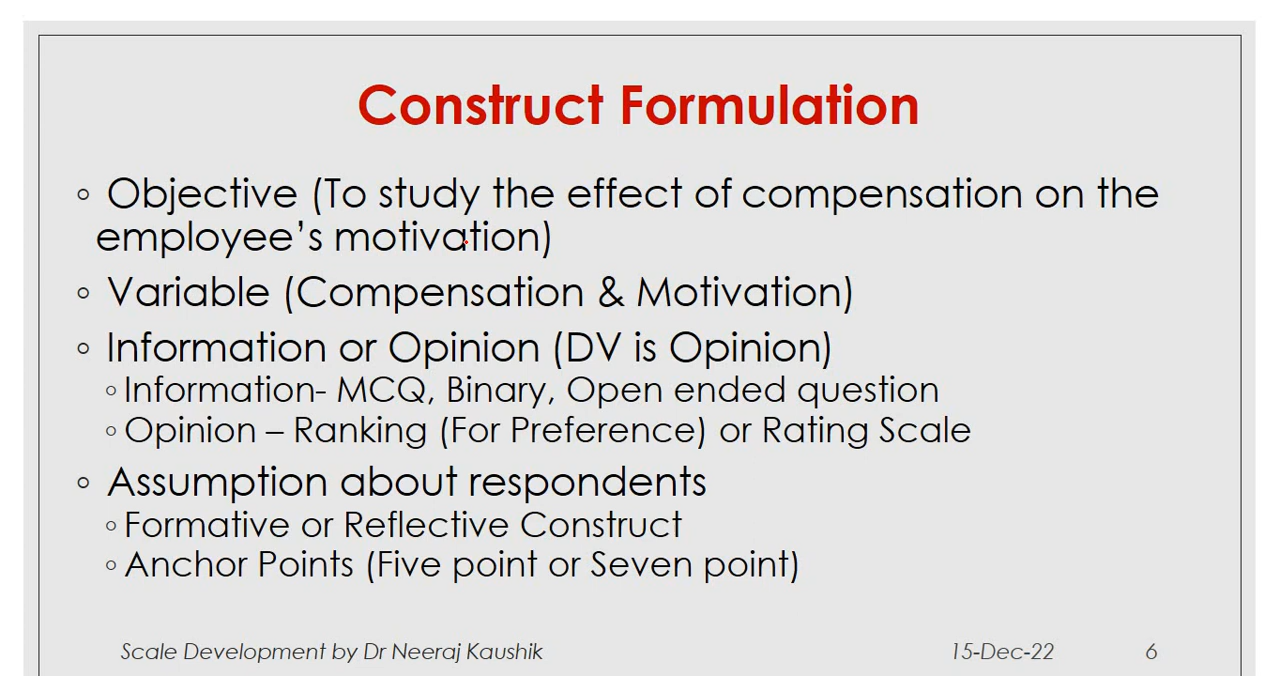 Construct Formulation
◦ Objective (To study the effect of compensation on the
employee’s motivation)
◦ Variable (Compensation & Motivation)
◦ Information or Opinion (DV is Opinion)
◦ Information- MCQ, Binary, Open ended question
◦ Opinion – Ranking (For Preference) or Rating Scale
◦ Assumption about respondents
◦ Formative or Reflective Construct
◦ Anchor Points (Five point or Seven point)
Scale Development by Dr Neeraj Kaushik 15-Dec-22 6